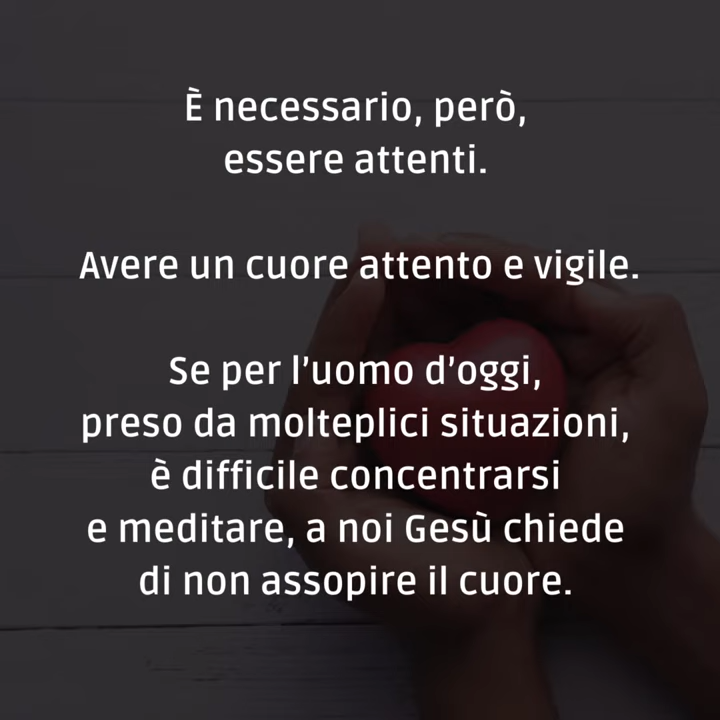 È necessario, però,
essere attenti.
Avere un cuore attento e vigile.
Se per l’uomo d’oggi,
preso da molteplici situazioni,
è difficile concentrarsi
e meditare, a noi Gesù chiede
di non assopire il cuore.